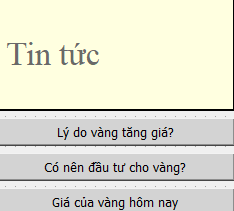 Tin tức
Lý do vàng tăng giá?
Có nên đầu tư cho vàng?
Giá của vàng hôm nay